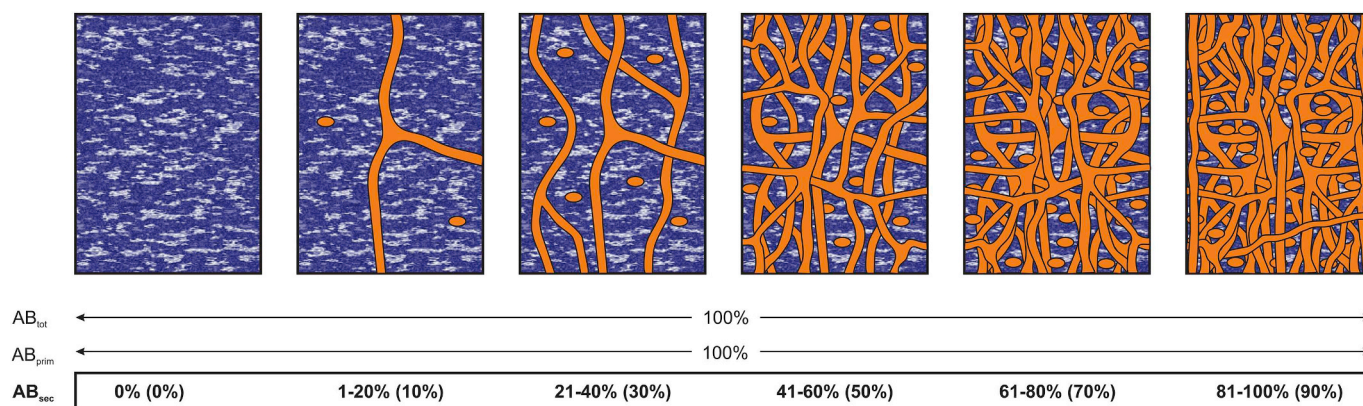 AB_tot 100%
AB_prim 100%
AB_sec 0% (0%) 1-20% (10%) 21-40% (30%) 41-60% (50%) 61-80% (70%) 81-100% (90%)